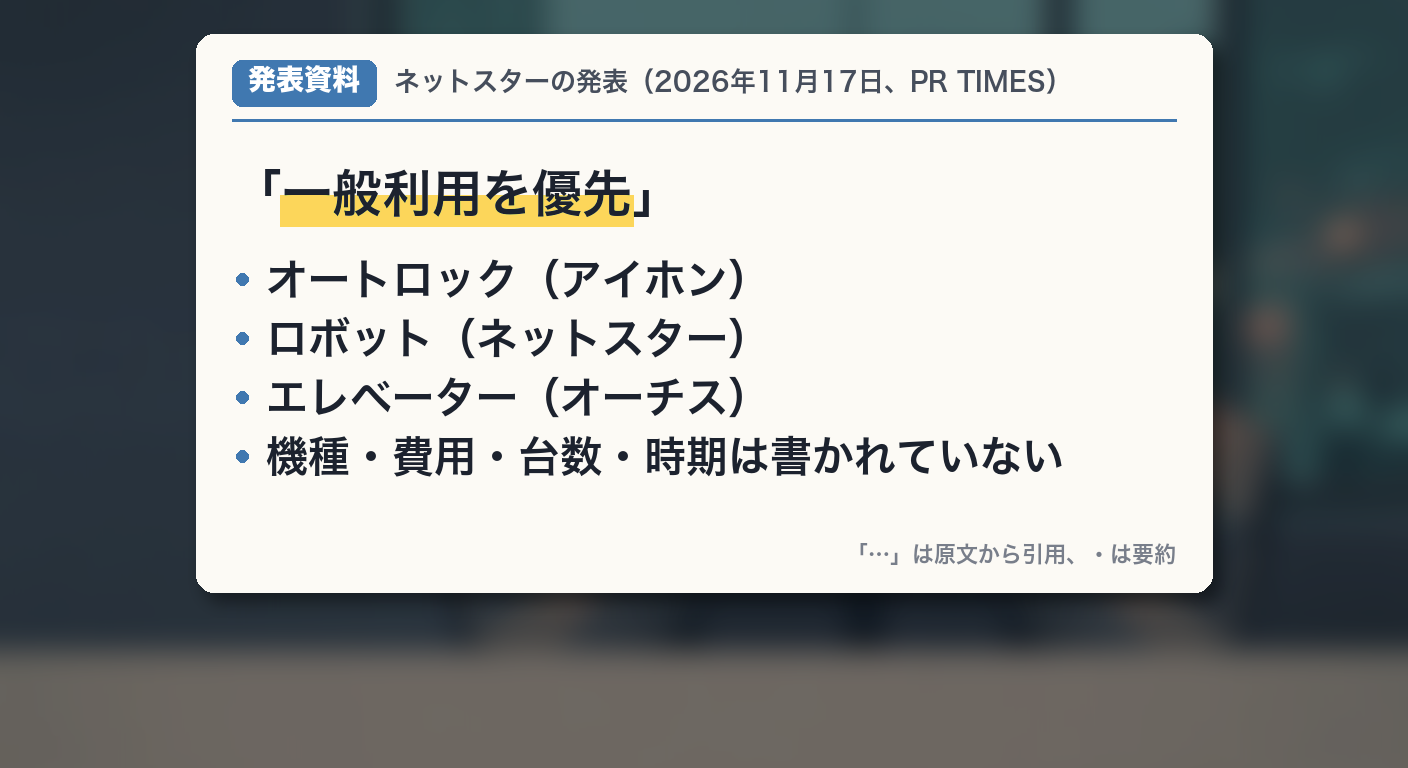 発表資料 ネットスターの発表（2026年11月17日、PR TIMES）
「一般利用を優先」
• オートロック（アイホン）
• ロボット（ネットスター）
• エレベーター（オーチス）
• 機種・費用・台数・時期は書かれていない
「…」は原文から引用、・は要約